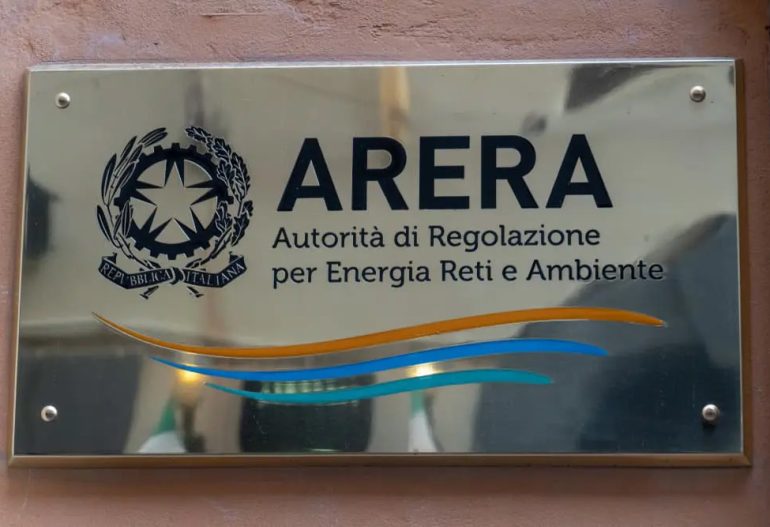 ARERA
Autorità di Regolazione
per Energia Reti e Ambiente
REPVBBLICA ITALIANA